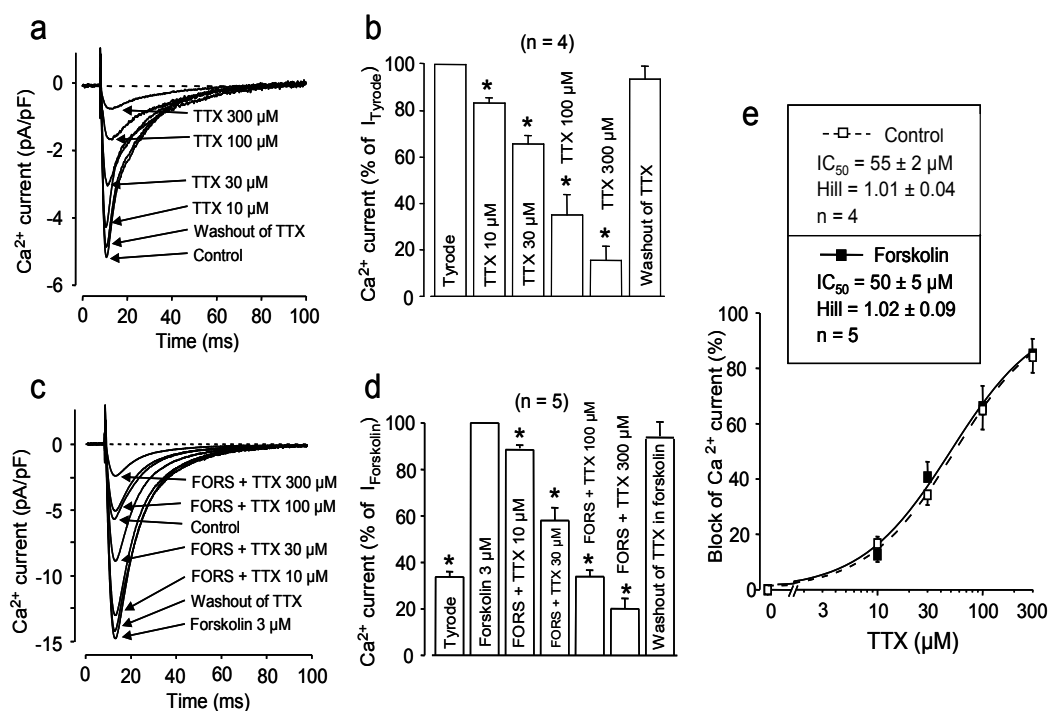 a
Ca2+ current (pA/pF)
0
-2
-4
-6
TTX 300 µM
TTX 100 µM
TTX 30 µM
TTX 10 µM
Washout of TTX
Control
0 20 40 60 80 100
Time (ms)
b
(n = 4)
Ca2+ current (% of ITyrode)
100
80
60
40
20
0
Tyrode
*
TTX 10 µM
*
TTX 30 µM
*
TTX 100 µM
*
TTX 300 µM
Washout of TTX
c
Ca2+ current (pA/pF)
0
-5
-10
-15
FORS + TTX 300 µM
FORS + TTX 100 µM
Control
FORS + TTX 30 µM
FORS + TTX 10 µM
Washout of TTX
Forskolin 3 µM
0 20 40 60 80 100
Time (ms)
d
(n = 5)
Ca2+ current (% of IForskolin)
100
80
60
40
20
0
*
Tyrode
Forskolin 3 µM
*
FORS + TTX 10 µM
*
FORS + TTX 30 µM
*
FORS + TTX 100 µM
*
FORS + TTX 300 µM
Washout of TTX in forskolin
e
Control
IC50 = 55 ± 2 µM
Hill = 1.01 ± 0.04
n = 4
Forskolin
IC50 = 50 ± 5 µM
Hill = 1.02 ± 0.09
n = 5
Block of Ca 2+ current (%)
80
60
40
20
0
0 3 10 30 100 300
TTX (µM)